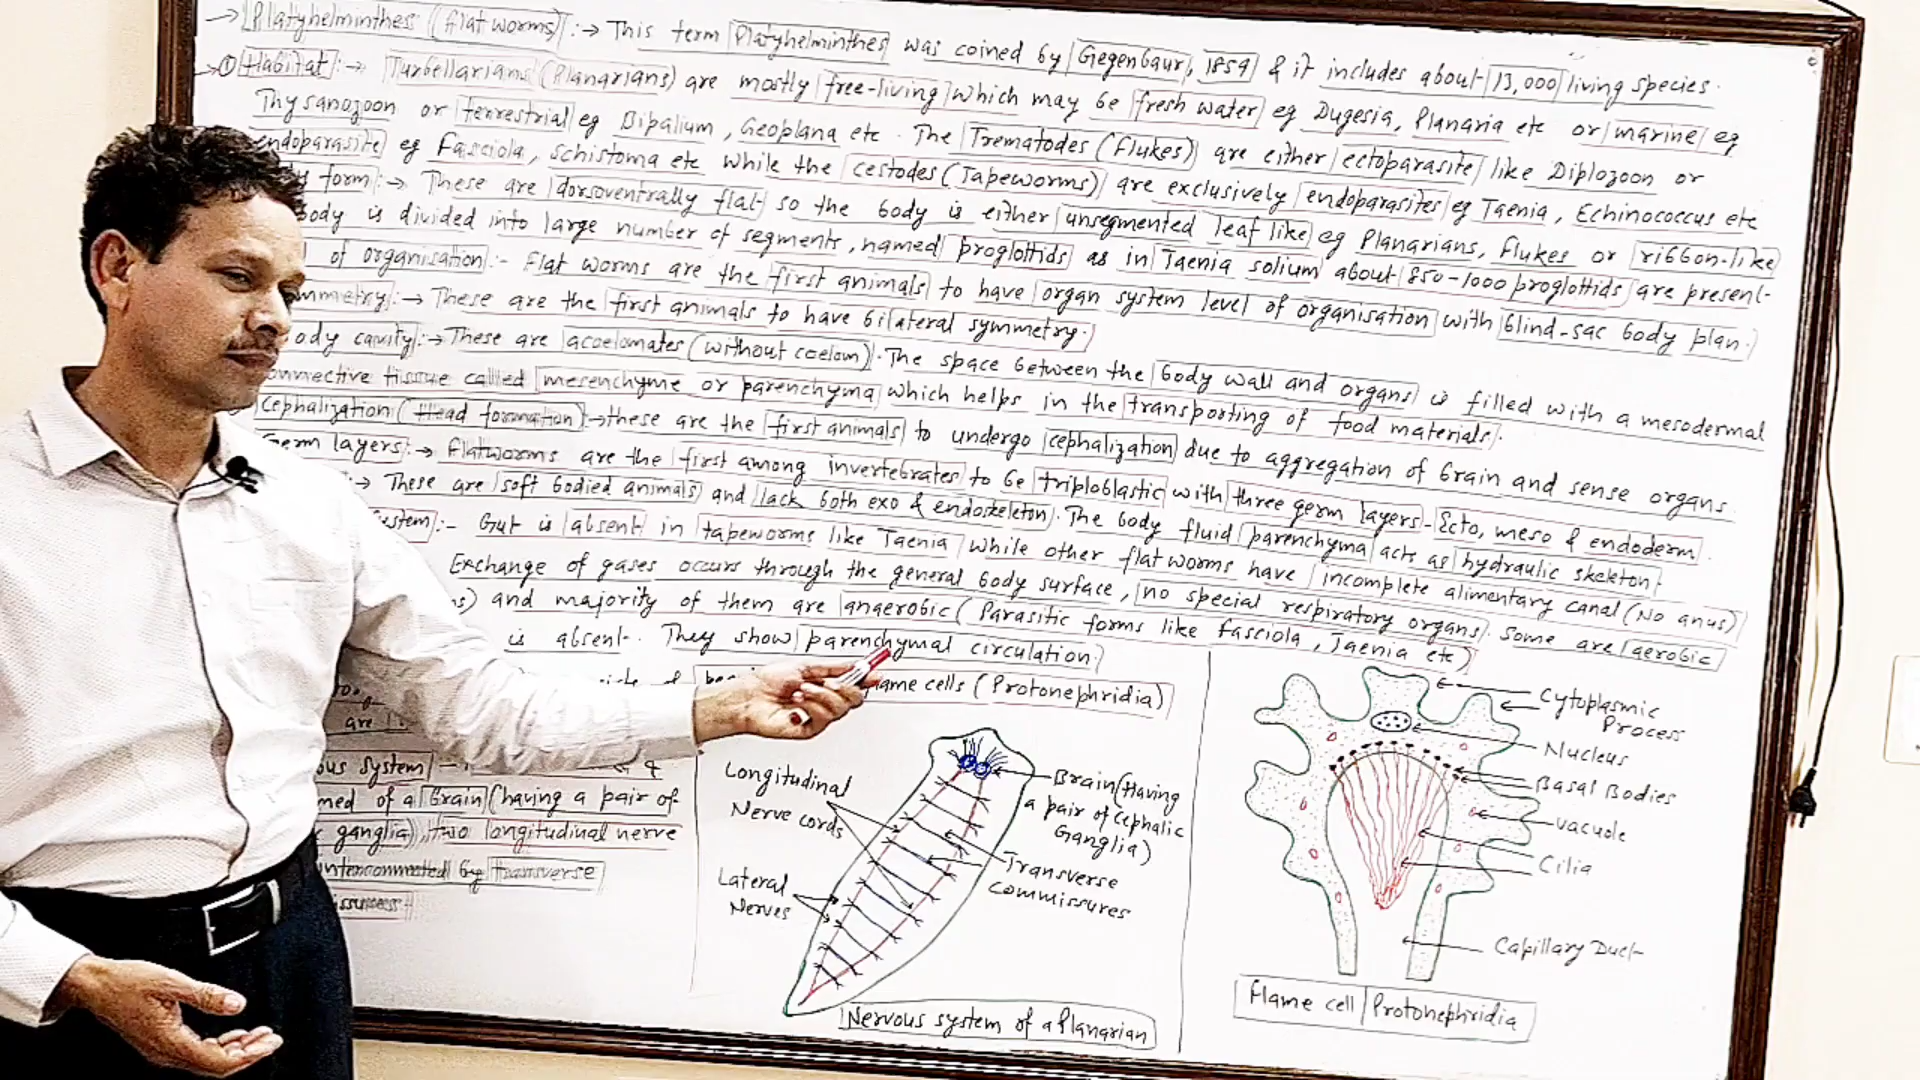 → Platyhelminthes (flat worms) :→ This term Platyhelminthes was coined by Gegenbaur, 1859 & it includes about 13,000 living species.
→ ① Habitat :→ Turbellarians (Planarians) are mostly free-living which may be fresh water eg Dugesia, Planaria etc or marine eg
Thysanozoon or terrestrial eg Bipalium, Geoplana etc. The Trematodes (flukes) are either ectoparasite like Diplozoon or
endoparasite eg Fasciola, Schistoma etc while the cestodes (Tapeworms) are exclusively endoparasites eg Taenia, Echinococcus etc
form :→ These are dorsoventrally flat so the body is either unsegmented leaf like eg Planarians, flukes or ribbon-like
body is divided into large number of segments, named proglottids as in Taenia solium about 850-1000 proglottids are present.
of organisation :- Flat worms are the first animals to have organ system level of organisation with blind-sac body plan.
mmetry :→ These are the first animals to have bilateral symmetry.
ody cavity :→ These are acoelomates (without coelom). The space between the body wall and organs is filled with a mesodermal
onnective tissue called mesenchyme or parenchyma which helps in the transporting of food materials.
Cephalization (Head formation) :→ these are the first animals to undergo cephalization due to aggregation of brain and sense organs
Germ layers :→ Flatworms are the first among invertebrates to be triploblastic with three germ layers - Ecto, meso & endoderm.
:→ These are soft bodied animals and lack both exo & endoskeleton. The body fluid parenchyma acts as hydraulic skeleton.
System :- Gut is absent in tapeworms like Taenia while other flat worms have incomplete alimentary canal (No anus)
Exchange of gases occurs through the general body surface, no special respiratory organs. Some are aerobic
ns) and majority of them are anaerobic (Parasitic forms like fasciola, Taenia etc)
is absent. They show parenchymal circulation
lame cells (Protonephridia)
are
ous system -
med of a brain (having a pair of
ganglia), two longitudinal nerve
interconnected by transverse
issures
Longitudinal
Nerve cords
Lateral
Nerves
Brain (Having
a pair of Cephalic
Ganglia)
Transverse
Commissures
Nervous system of a Planarian
Cytoplasmic
Process
Nucleus
Basal Bodies
vacuole
Cilia
Capillary Duct
Flame cell | Protonephridia